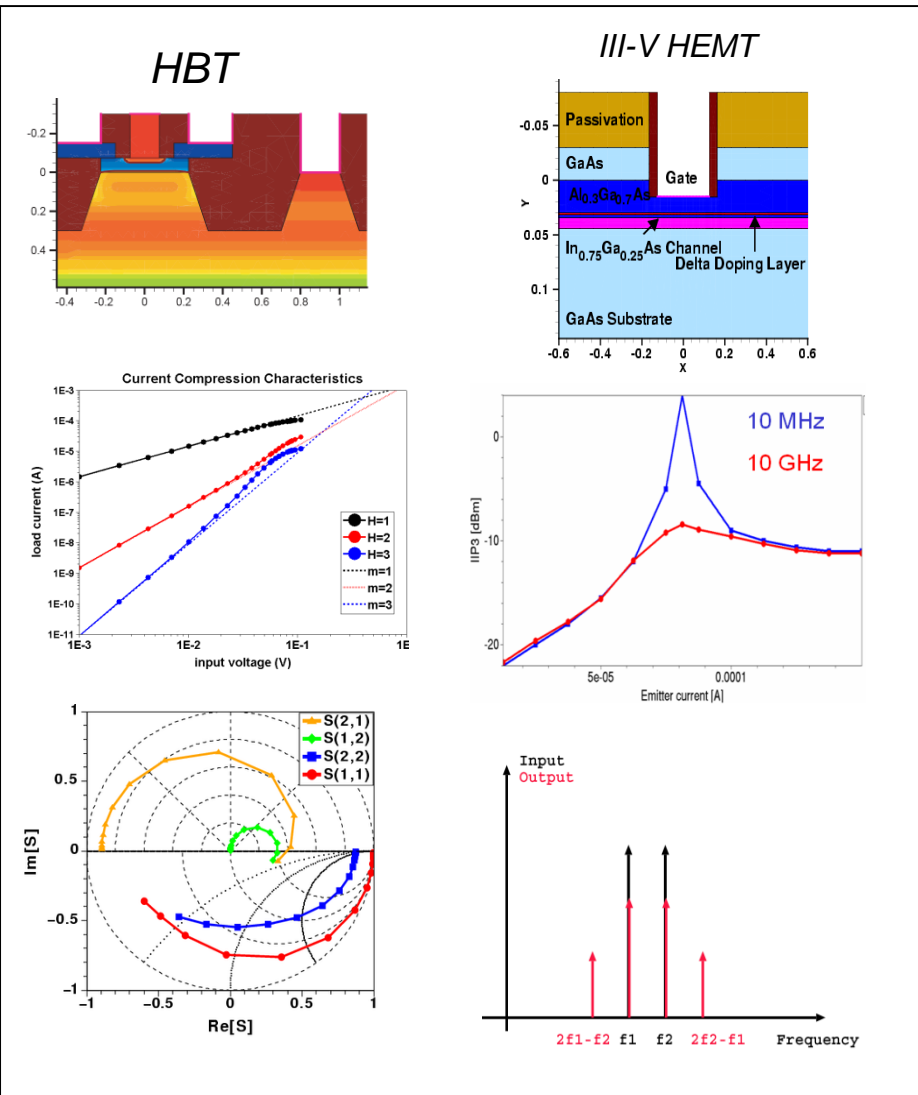 HBT
III-V HEMT
-0.2
0
0.2
0.4
-0.4 -0.2 0 0.2 0.4 0.6 0.8 1
Passivation
GaAs
Gate
Al0.3Ga0.7As
In0.75Ga0.25As Channel
Delta Doping Layer
GaAs Substrate
Y
-0.05
0
0.05
0.1
-0.6 -0.4 -0.2 0 0.2 0.4 0.6
X
Current Compression Characteristics
load current (A)
1E-3
1E-4
1E-5
1E-6
1E-7
1E-8
1E-9
1E-10
1E-11
H=1
H=2
H=3
m=1
m=2
m=3
1E-3 1E-2 1E-1 1E
input voltage (V)
10 MHz
10 GHz
IIP3 [dBm]
0
-10
-20
5e-05 0.0001
Emitter current [A]
S(2,1)
S(1,2)
S(2,2)
S(1,1)
Im[S]
1
0.5
0
-0.5
-1
-1 -0.5 0 0.5 1
Re[S]
Input
Output
2f1-f2 f1 f2 2f2-f1 Frequency